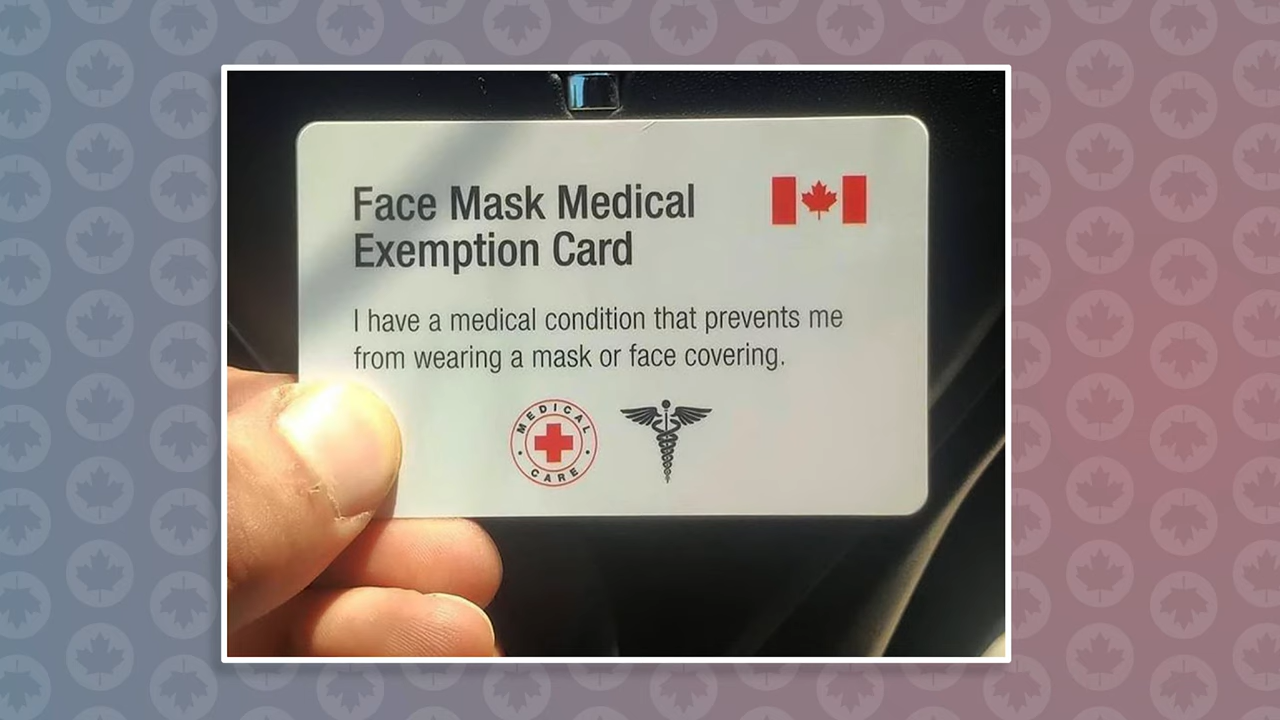 Face Mask Medical
Exemption Card
I have a medical condition that prevents me
from wearing a mask or face covering.
MEDICAL
CARE